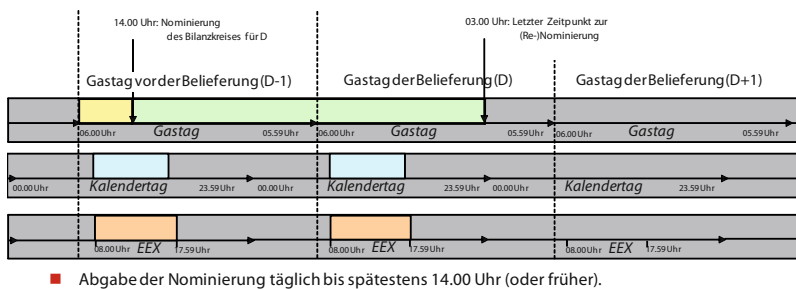 14.00 Uhr: Nominierung
des Bilanzkreises für D
03.00 Uhr: Letzter Zeitpunkt zur
(Re-)Nominierung
Gastag vor der Belieferung (D-1)
Gastag der Belieferung (D)
Gastag der Belieferung (D+1)
06.00 Uhr Gastag 05.59 Uhr 06.00 Uhr Gastag 05.59 Uhr 06.00 Uhr Gastag 05.59 Uhr
00.00 Uhr Kalendertag 23.59 Uhr 00.00 Uhr Kalendertag 23.59 Uhr 00.00 Uhr Kalendertag 23.59 Uhr
08.00 Uhr EEX 17.59 Uhr 08.00 Uhr EEX 17.59 Uhr 08.00 Uhr EEX 17.59 Uhr
Abgabe der Nominierung täglich bis spätestens 14.00 Uhr (oder früher).